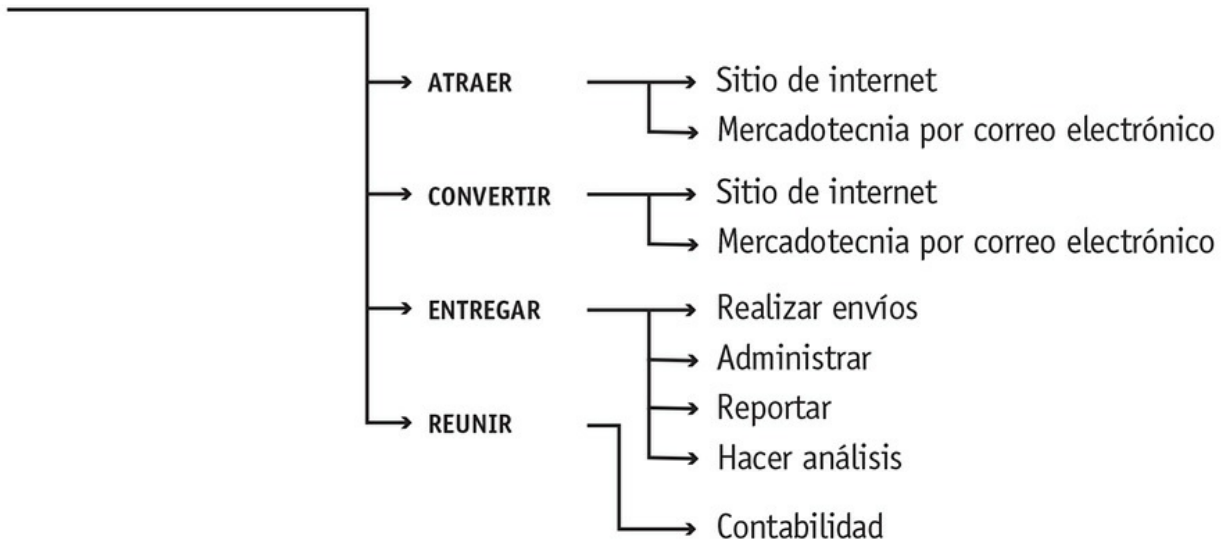 ATRAER
Sitio de internet
Mercadotecnia por correo electrónico
CONVERTIR
Sitio de internet
Mercadotecnia por correo electrónico
ENTREGAR
Realizar envíos
Administrar
Reportar
Hacer análisis
REUNIR
Contabilidad